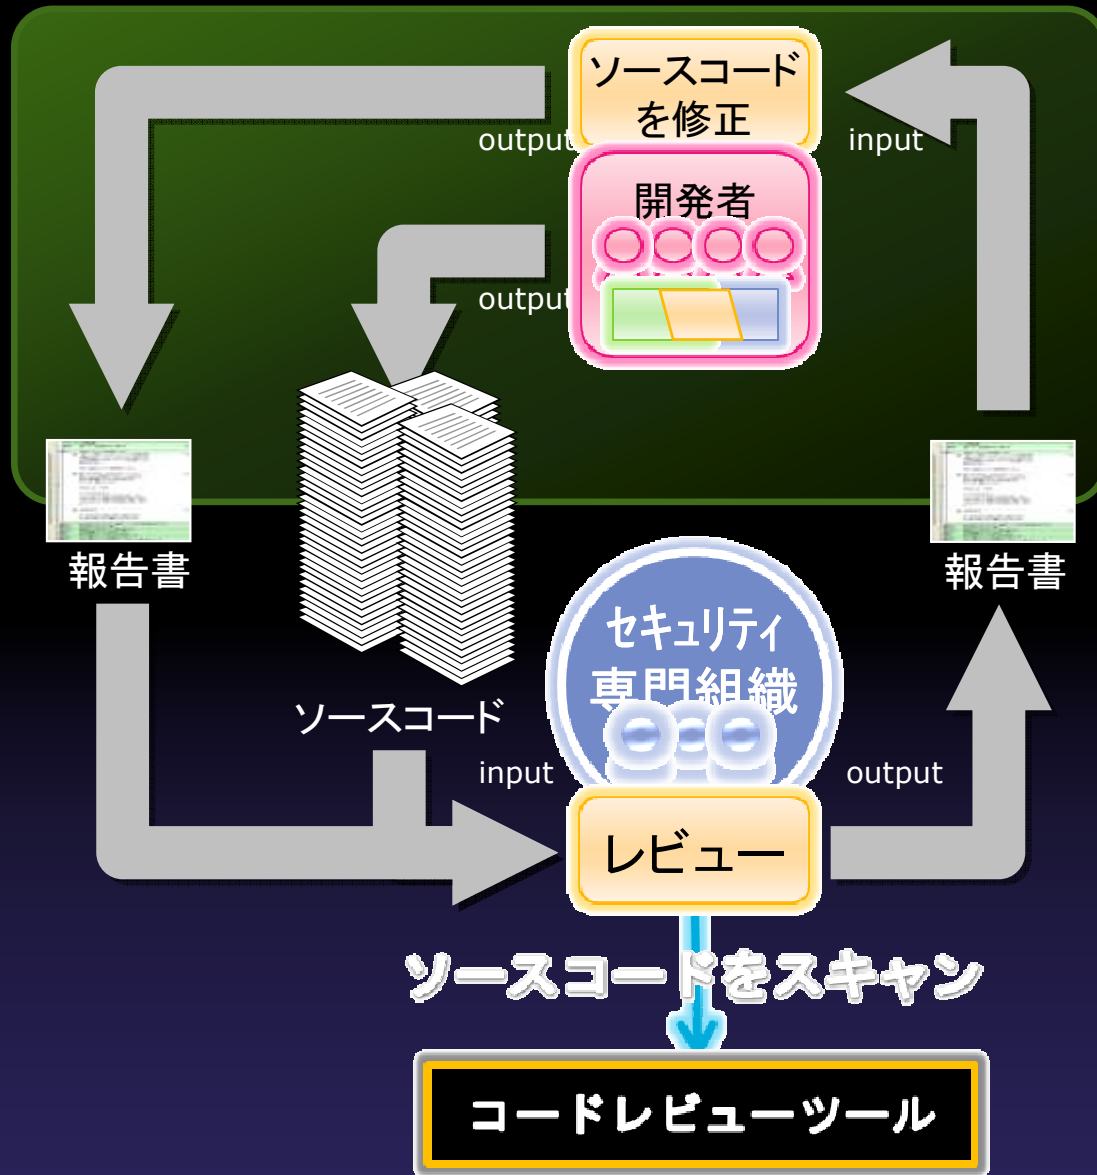 ソースコード
を修正
output
input
開発者
output
報告書
報告書
セキュリティ
専門組織
ソースコード
input
output
レビュー
ソースコードをスキャン
コードレビューツール